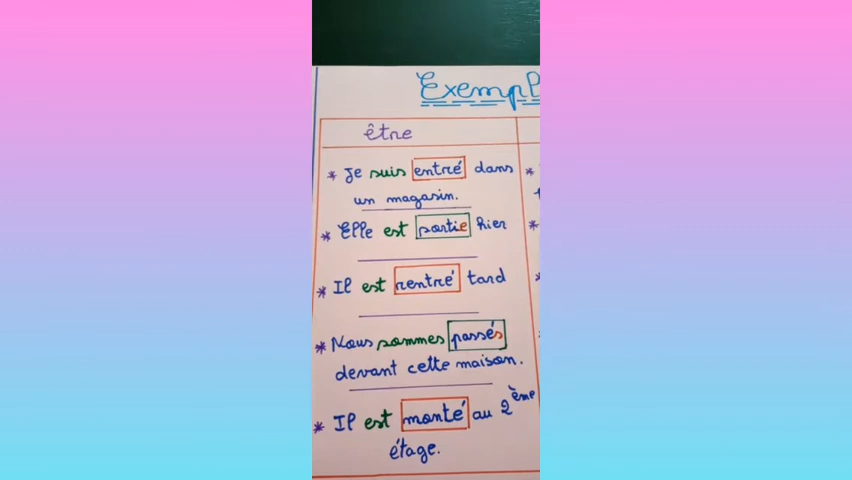 Exempl
être
* Je suis entré dans
un magasin.
* Elle est partie hier
* Il est rentré tard
* Nous sommes passés
devant cette maison.
* Il est monté au 2ème
étage.